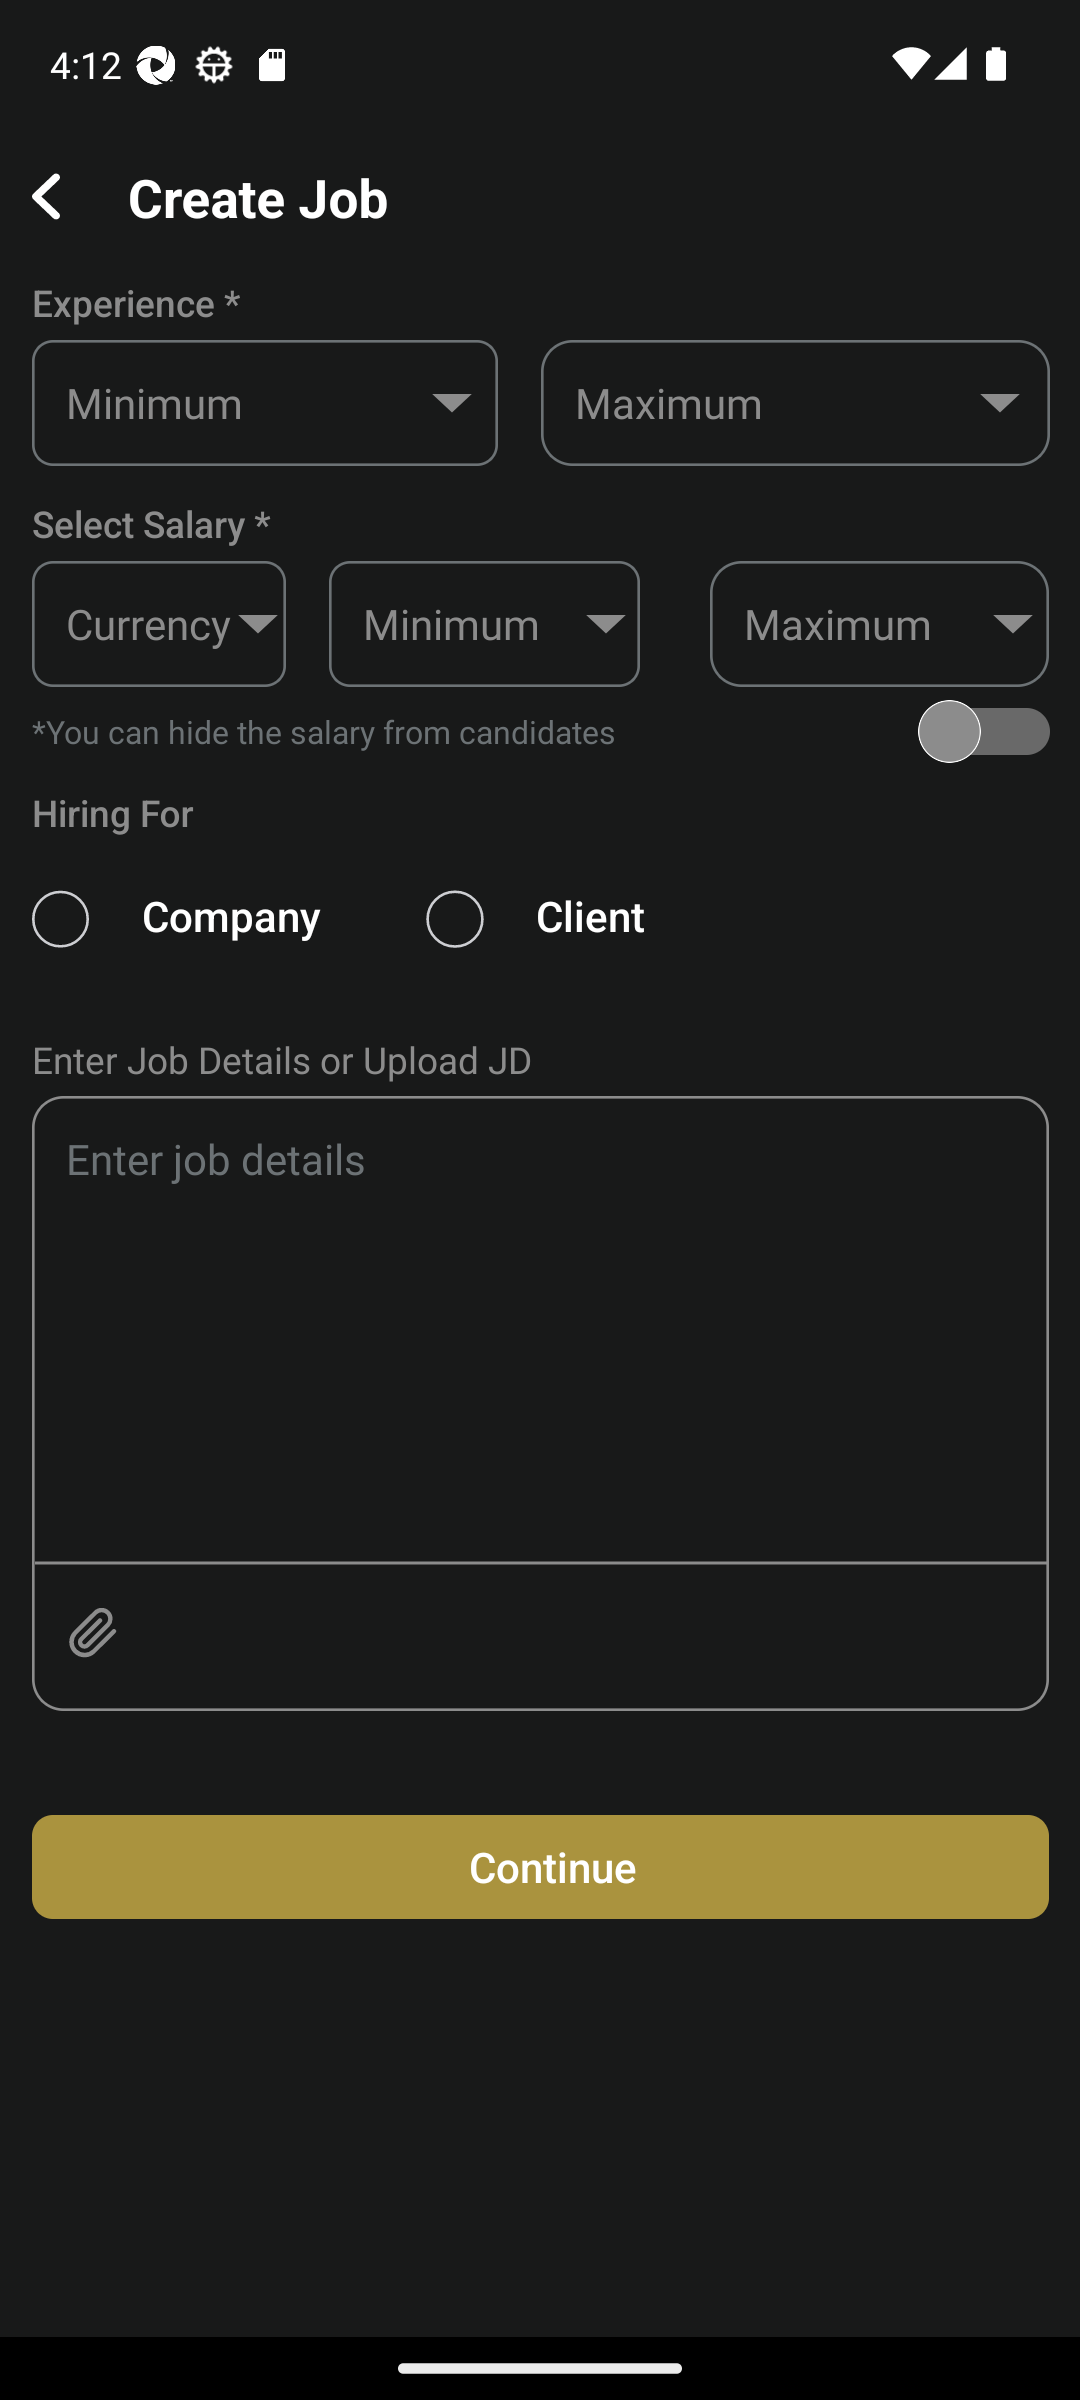 4:12
Create Job
Experience *
Minimum Maximum
Select Salary *
Currency Minimum Maximum
*You can hide the salary from candidates
Hiring For
Company Client
Enter Job Details or Upload JD
Enter job details
Continue